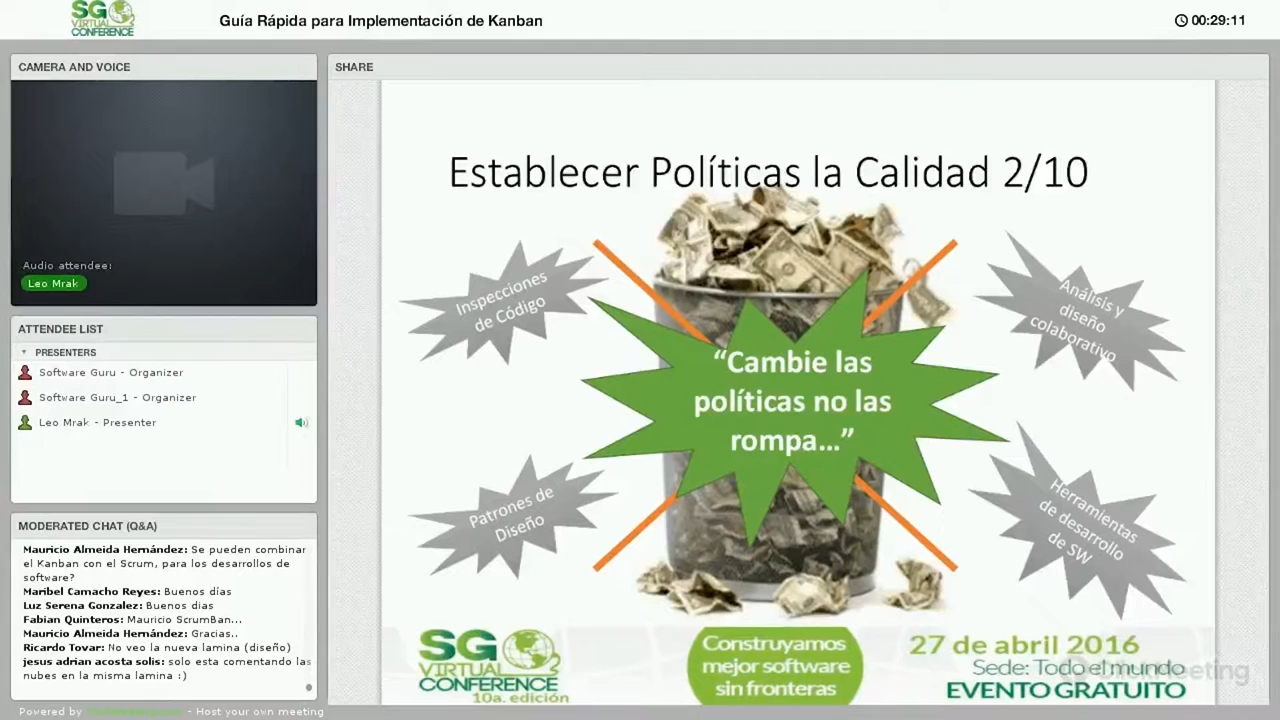 SG
VIRTUAL
CONFERENCE
Guía Rápida para Implementación de Kanban
00:29:11
CAMERA AND VOICE
Audio attendee:
Leo Mrak
ATTENDEE LIST
PRESENTERS
Software Guru - Organizer
Software Guru_1 - Organizer
Leo Mrak - Presenter
MODERATED CHAT (Q&A)
Mauricio Almeida Hernández: Se pueden combinar
el Kanban con el Scrum, para los desarrollos de
software?
Maribel Camacho Reyes: Buenos días
Luz Serena Gonzalez: Buenos dias
Fabian Quinteros: Mauricio ScrumBan...
Mauricio Almeida Hernández: Gracias..
Ricardo Tovar: No veo la nueva lamina (diseño)
jesus adrian acosta solis: solo esta comentando las
nubes en la misma lamina :)
Powered by
- Host your own meeting
SHARE
Establecer Políticas la Calidad 2/10
Inspecciones
de Código
Análisis y
diseño
colaborativo
“Cambie las
políticas no las
rompa...”
Patrones de
Diseño
Herramientas
de desarrollo
de SW
SG
VIRTUAL
CONFERENCE
10a. edición
Construyamos
mejor software
sin fronteras
27 de abril 2016
Sede: Todo el mundo
EVENTO GRATUITO
ClickMeeting